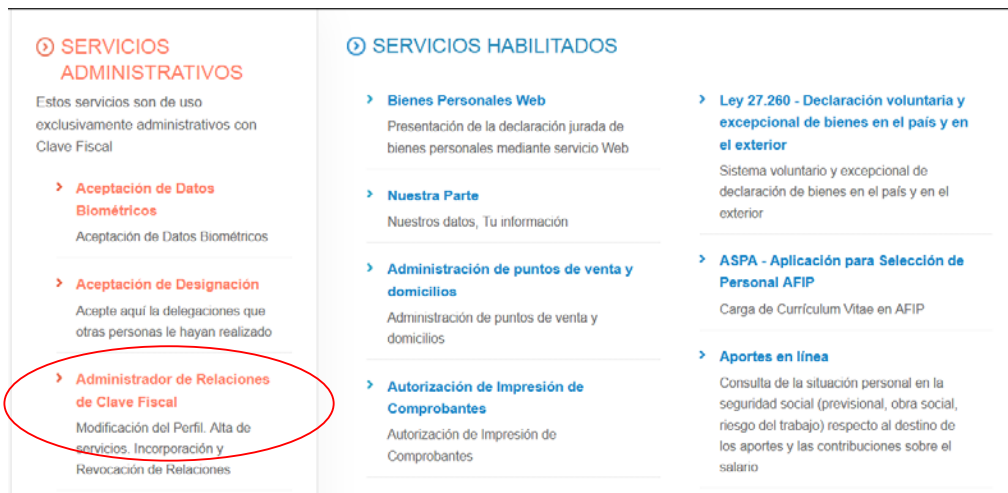 SERVICIOS
ADMINISTRATIVOS
Estos servicios son de uso
exclusivamente administrativos con
Clave Fiscal
Aceptación de Datos
Biométricos
Aceptación de Datos Biométricos
Aceptación de Designación
Acepte aquí la delegaciones que
otras personas le hayan realizado
Administrador de Relaciones
de Clave Fiscal
Modificación del Perfil. Alta de
servicios. Incorporación y
Revocación de Relaciones
SERVICIOS HABILITADOS
Bienes Personales Web
Presentación de la declaración jurada de
bienes personales mediante servicio Web
Nuestra Parte
Nuestros datos, Tu información
Administración de puntos de venta y
domicilios
Administración de puntos de venta y
domicilios
Autorización de Impresión de
Comprobantes
Autorización de Impresión de
Comprobantes
Ley 27.260 - Declaración voluntaria y
excepcional de bienes en el país y en
el exterior
Sistema voluntario y excepcional de
declaración de bienes en el país y en el
exterior
ASPA - Aplicación para Selección de
Personal AFIP
Carga de Currículum Vitae en AFIP
Aportes en línea
Consulta de la situación personal en la
seguridad social (previsional, obra social,
riesgo del trabajo) respecto al destino de
los aportes y las contribuciones sobre el
salario